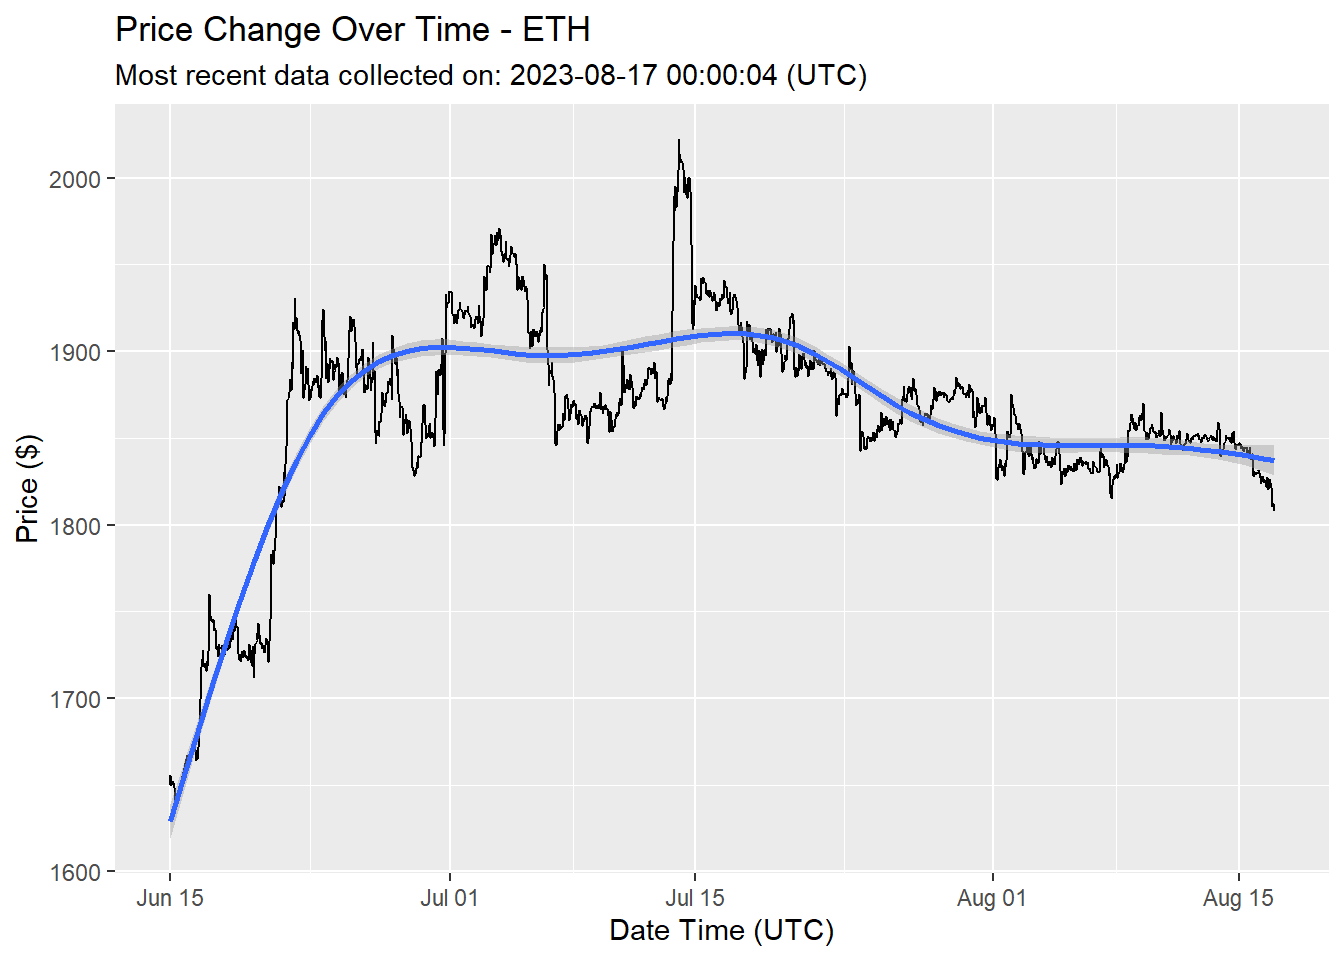 Price Change Over Time - ETH
Most recent data collected on: 2023-08-17 00:00:04 (UTC)
Price ($)
2000
1900
1800
1700
1600
Jun 15 Jul 01 Jul 15 Aug 01 Aug 15
Date Time (UTC)